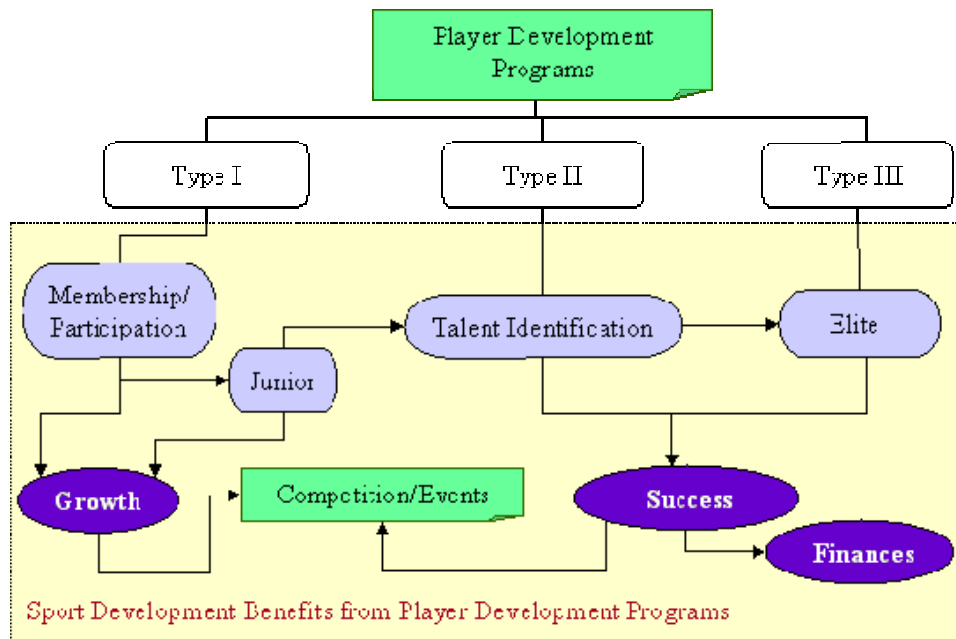 Player Development
Programs
Type I
Type II
Type III
Membership/
Participation
Talent Identification
Elite
Junior
Growth
Competition/Events
Success
Finances
Sport Development Benefits from Player Development Programs